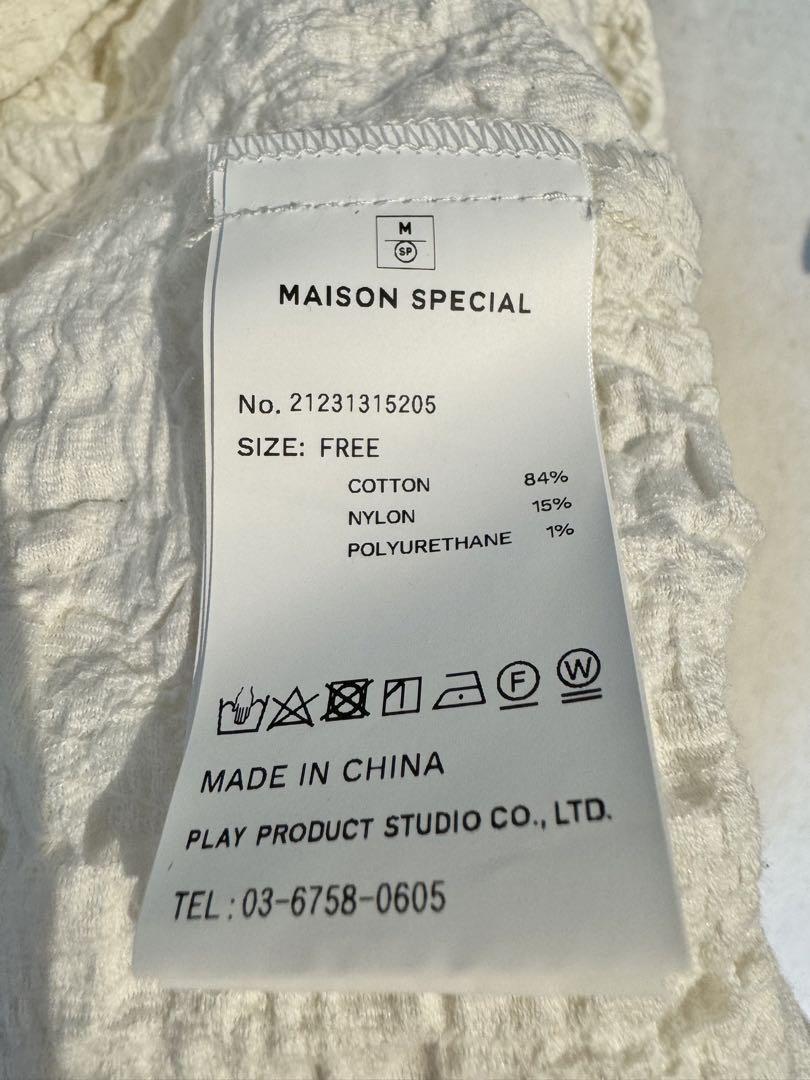 M
SP
MAISON SPECIAL
No. 21231315205
SIZE: FREE
COTTON 84%
NYLON 15%
POLYURETHANE 1%
F W
MADE IN CHINA
PLAY PRODUCT STUDIO CO., LTD.
TEL : 03-6758-0605